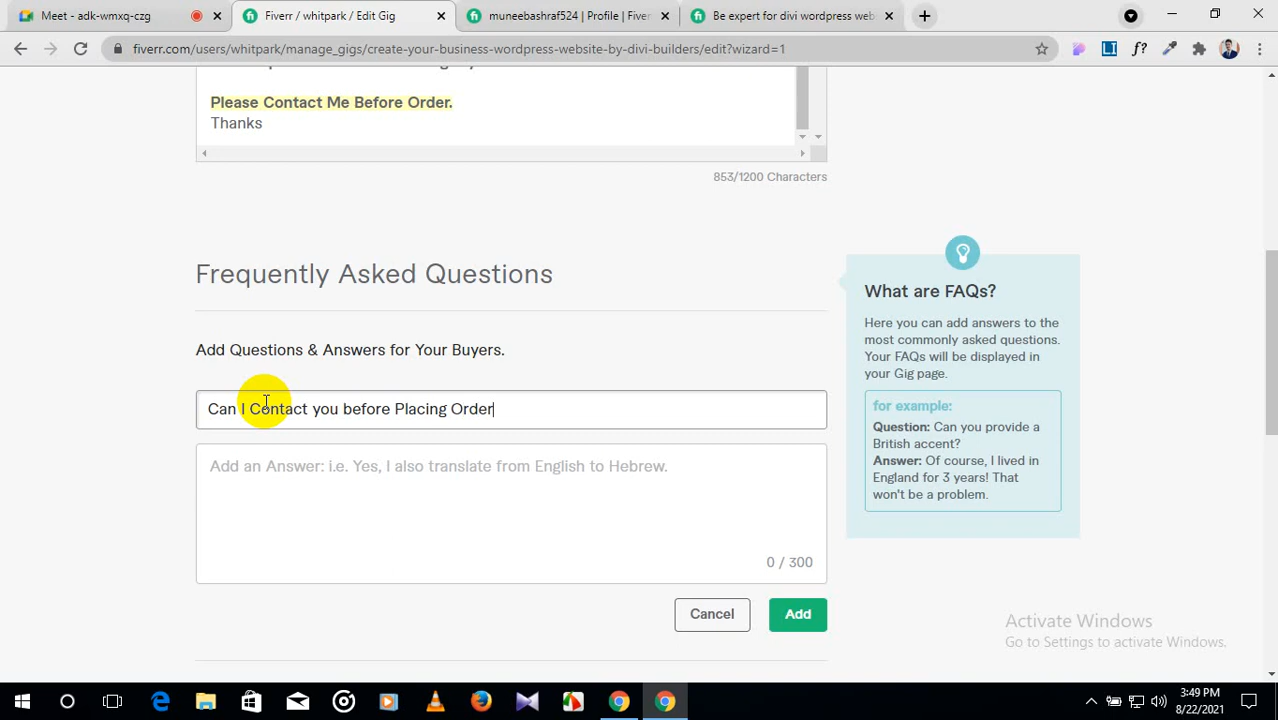 Meet - adk-wmxq-czg
Fiverr / whitpark / Edit Gig
muneebashraf524 | Profile | Fiverr
Be expert for divi wordpress web
fiverr.com/users/whitpark/manage_gigs/create-your-business-wordpress-website-by-divi-builders/edit?wizard=1
Please Contact Me Before Order.
Thanks
853/1200 Characters
Frequently Asked Questions
Add Questions & Answers for Your Buyers.
Can I Contact you before Placing Order
Add an Answer: i.e. Yes, I also translate from English to Hebrew.
0 / 300
Cancel
Add
What are FAQs?
Here you can add answers to the
most commonly asked questions.
Your FAQs will be displayed in
your Gig page.
for example:
Question: Can you provide a
British accent?
Answer: Of course, I lived in
England for 3 years! That
won't be a problem.
Activate Windows
Go to Settings to activate Windows.
3:49 PM
8/22/2021